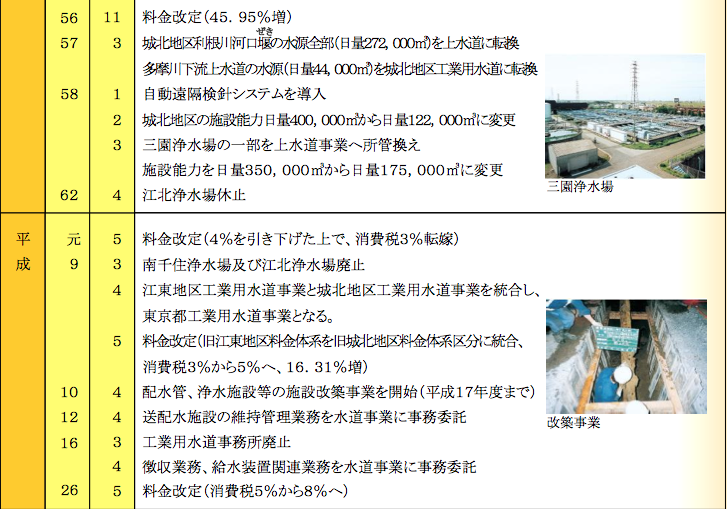 56 11 料金改定(45.95%増)
ぜき
57 3 城北地区利根川河口堰の水源全部(日量272,000㎥)を上水道に転換
多摩川下流上水道の水源(日量44,000㎥)を城北地区工業用水道に転換
58 1 自動遠隔検針システムを導入
2 城北地区の施設能力日量400,000㎥から日量122,000㎥に変更
3 三園浄水場の一部を上水道事業へ所管換え
施設能力を日量350,000㎥から日量175,000㎥に変更
三園浄水場
62 4 江北浄水場休止
平成 元 5 料金改定(4%を引き下げた上で、消費税3%転嫁)
9 3 南千住浄水場及び江北浄水場廃止
4 江東地区工業用水道事業と城北地区工業用水道事業を統合し、
東京都工業用水道事業となる。
5 料金改定(旧江東地区料金体系を旧城北地区料金体系区分に統合、
消費税3%から5%へ、16.31%増)
10 4 配水管、浄水施設等の施設改築事業を開始(平成17年度まで)
12 4 送配水施設の維持管理業務を水道事業に事務委託
改築事業
16 3 工業用水道事務所廃止
4 徴収業務、給水装置関連業務を水道事業に事務委託
26 5 料金改定(消費税5%から8%へ)